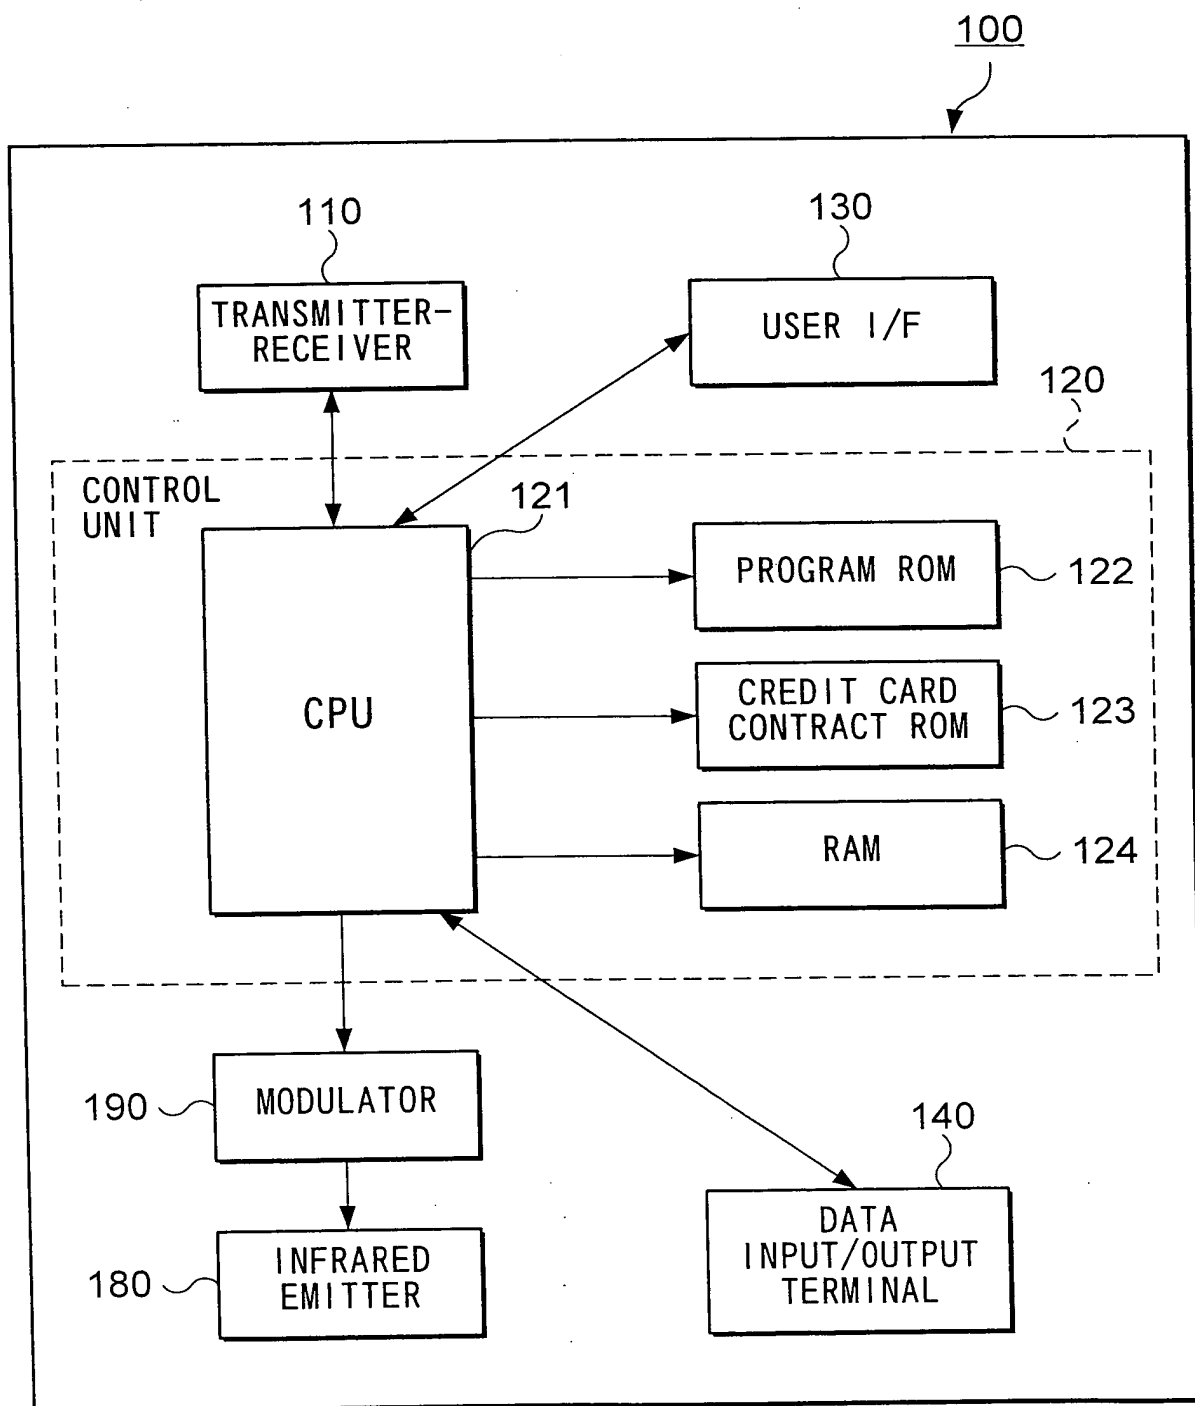 100
110
130
TRANSMITTER-
RECEIVER
USER I/F
120
CONTROL
UNIT
121
PROGRAM ROM
122
CPU
CREDIT CARD
CONTRACT ROM
123
RAM
124
190
MODULATOR
140
DATA
INPUT/OUTPUT
TERMINAL
180
INFRARED
EMITTER